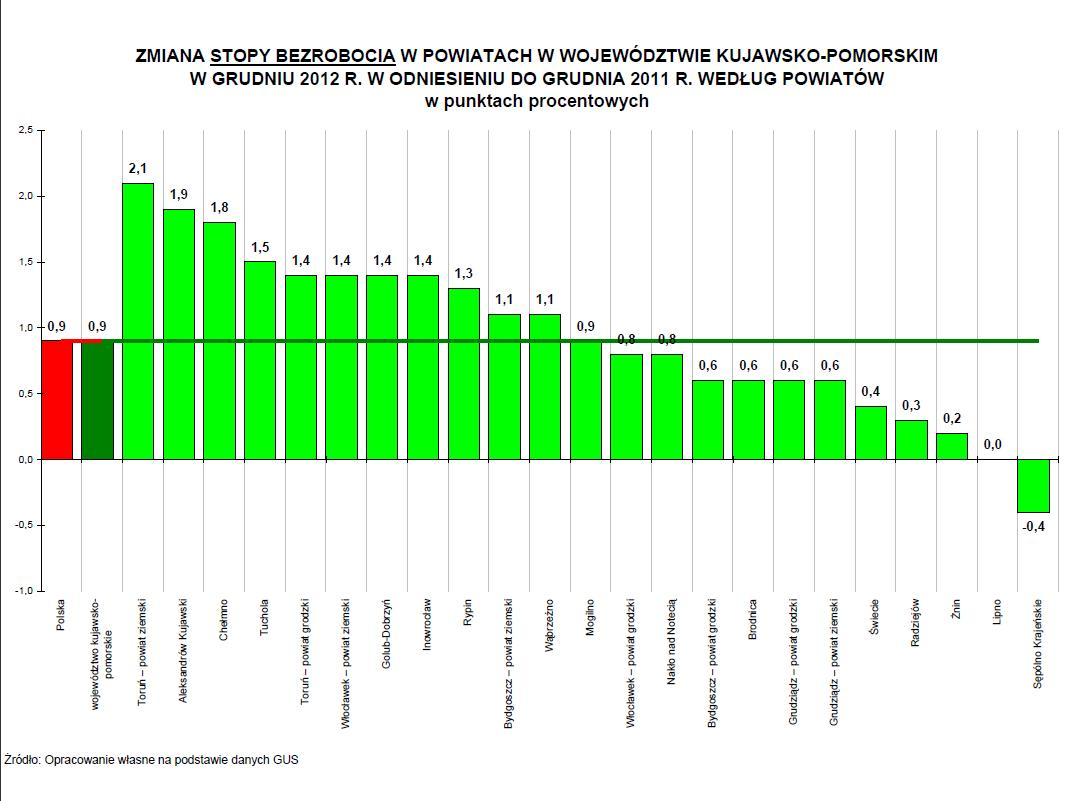 ZMIANA STOPY BEZROBOCIA W POWIATACH W WOJEWÓDZTWIE KUJAWSKO-POMORSKIM
W GRUDNIU 2012 R. W ODNIESIENIU DO GRUDNIA 2011 R. WEDŁUG POWIATÓW
w punktach procentowych
2,5
2,0
1,5
1,0
0,5
0,0
-0,5
-1,0
0,9
0,9
2,1
1,9
1,8
1,5
1,4
1,4
1,4
1,4
1,3
1,1
1,1
0,9
0,8
0,8
0,6
0,6
0,6
0,6
0,4
0,3
0,2
0,0
-0,4
Polska
województwo kujawsko-
pomorskie
Toruń – powiat ziemski
Aleksandrów Kujawski
Chełmno
Tuchola
Toruń – powiat grodzki
Włocławek – powiat ziemski
Golub-Dobrzyń
Inowrocław
Rypin
Bydgoszcz – powiat ziemski
Wąbrzeźno
Mogilno
Włocławek – powiat grodzki
Nakło nad Notecią
Bydgoszcz – powiat grodzki
Brodnica
Grudziądz – powiat grodzki
Grudziądz – powiat ziemski
Świecie
Radziejów
Żnin
Lipno
Sępólno Krajeńskie
Źródło: Opracowanie własne na podstawie danych GUS